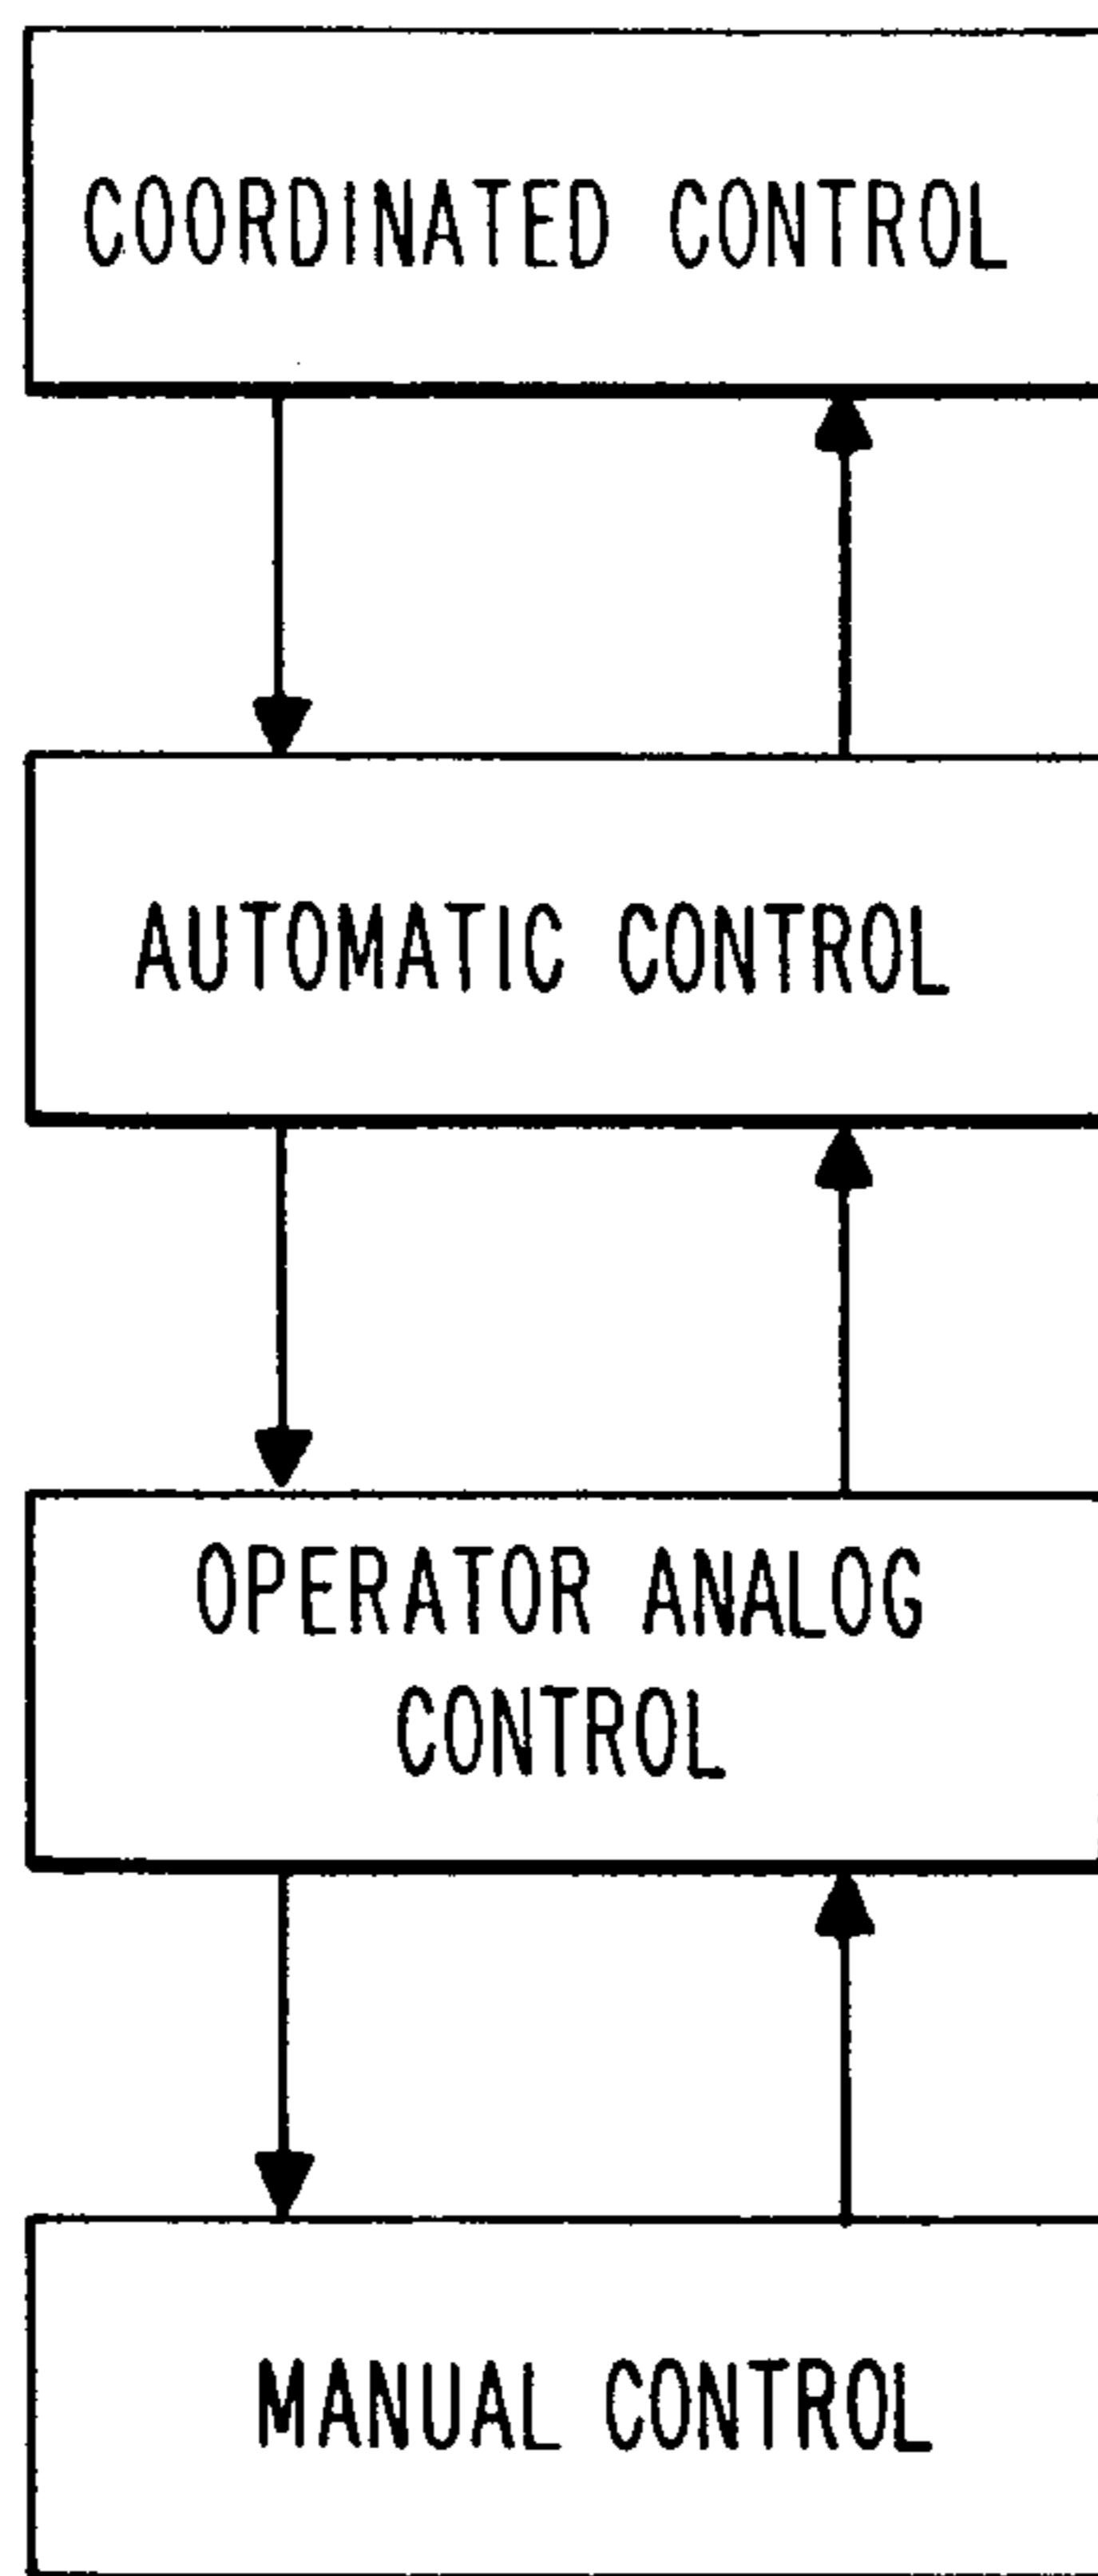 COORDINATED CONTROL
AUTOMATIC CONTROL
OPERATOR ANALOG
CONTROL
MANUAL CONTROL